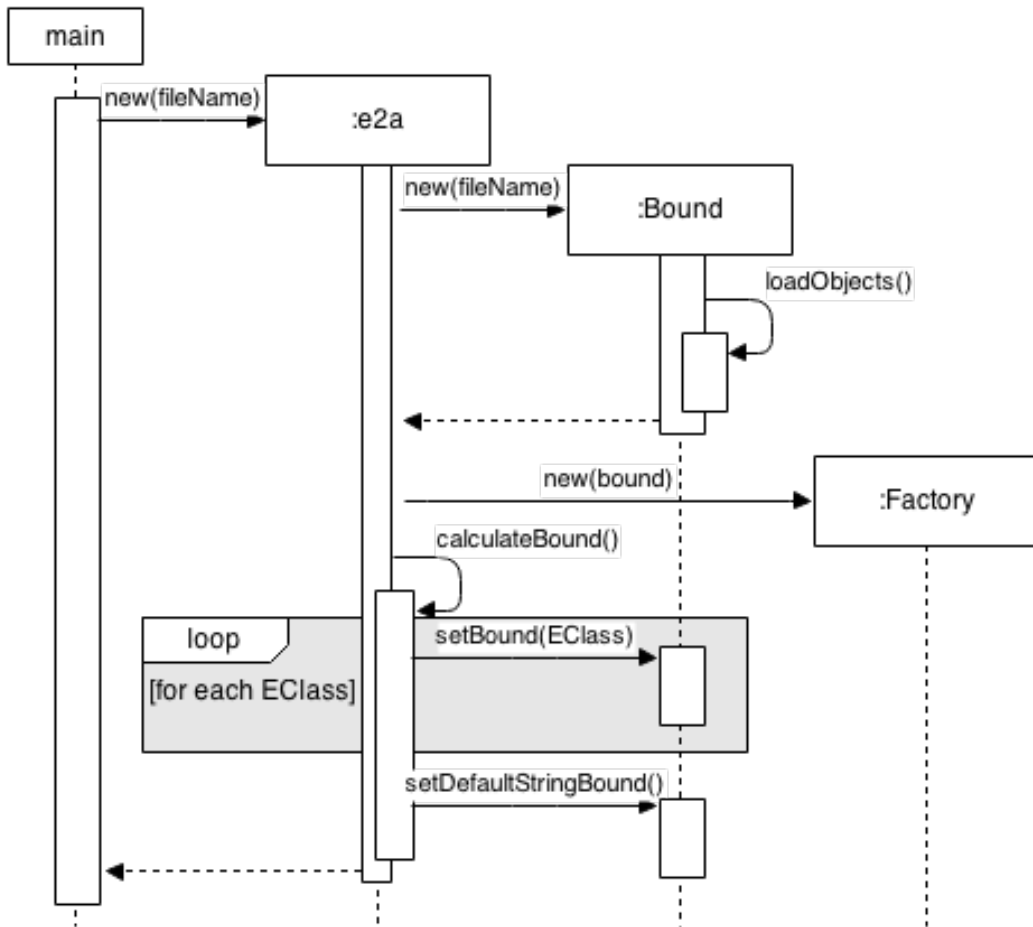 main
new(fileName)
:e2a
new(fileName)
:Bound
loadObjects()
new(bound)
:Factory
calculateBound()
loop
setBound(EClass)
[for each EClass]
setDefaultStringBound()